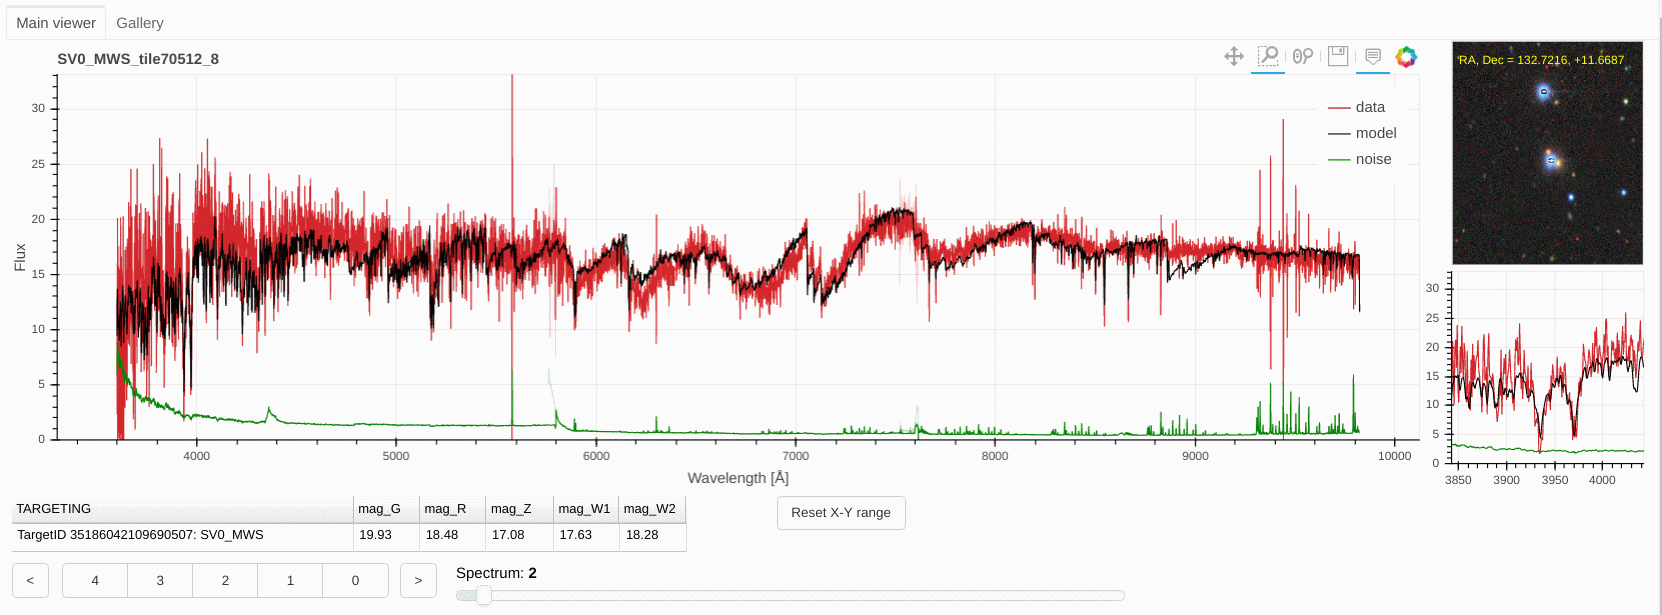 Main viewer Gallery
SV0_MWS_tile70512_8
RA, Dec = 132.7216, +11.6687
data
model
noise
Flux
30
25
20
15
10
5
0
4000 5000 6000 7000 8000 9000 10000
Wavelength [Å]
30
25
20
15
10
5
0
3850 3900 3950 4000
TARGETING mag_G mag_R mag_Z mag_W1 mag_W2
TargetID 35186042109690507: SV0_MWS 19.93 18.48 17.08 17.63 18.28
Reset X-Y range
< 4 3 2 1 0 >
Spectrum: 2